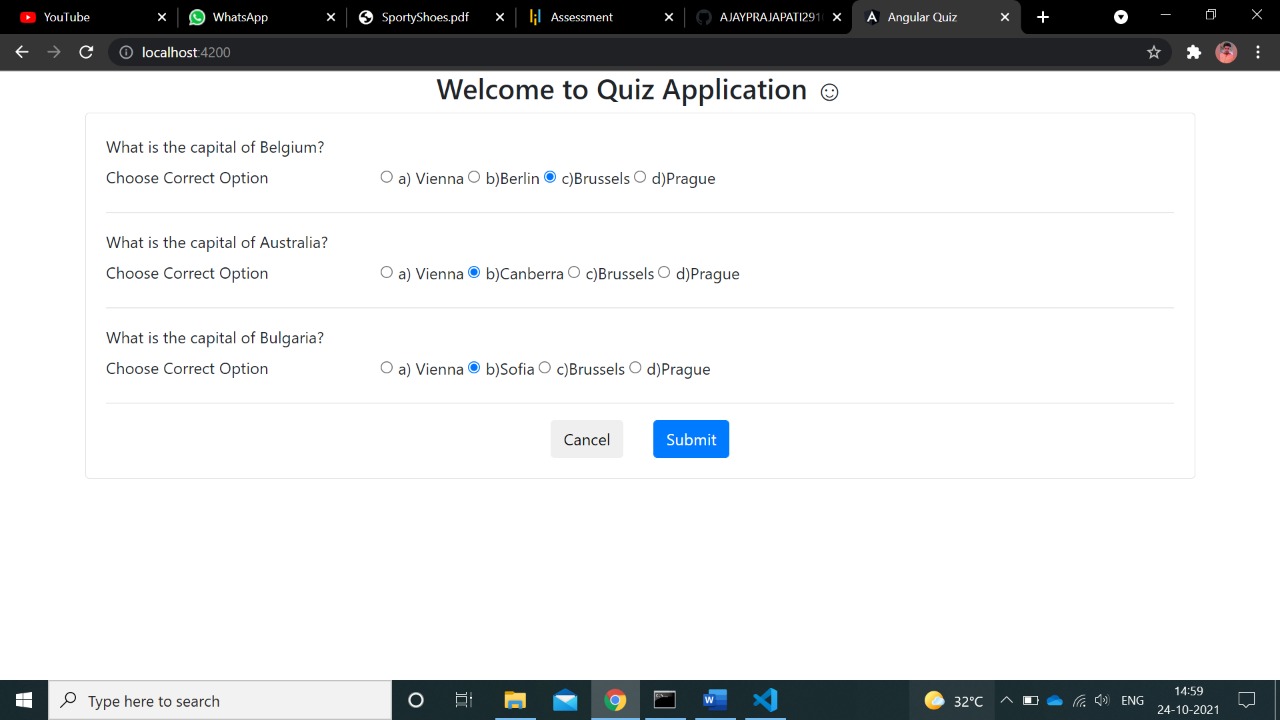 YouTube WhatsApp SportyShoes.pdf Assessment AJAYPRAJAPATI291 Angular Quiz
localhost:4200
Welcome to Quiz Application
What is the capital of Belgium?
Choose Correct Option a) Vienna b)Berlin c)Brussels d)Prague
What is the capital of Australia?
Choose Correct Option a) Vienna b)Canberra c)Brussels d)Prague
What is the capital of Bulgaria?
Choose Correct Option a) Vienna b)Sofia c)Brussels d)Prague
Cancel Submit
Type here to search 32°C ENG 14:59
24-10-2021